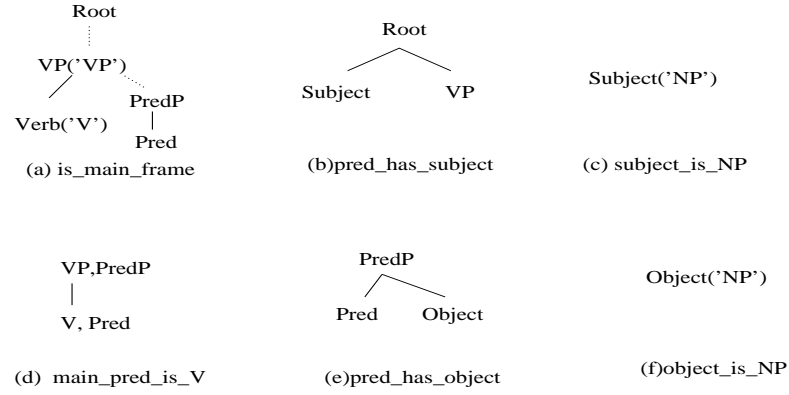 Root
VP('VP')
PredP
Verb('V')
Pred
(a) is_main_frame
Root
Subject VP
(b)pred_has_subject
Subject('NP')
(c) subject_is_NP
VP,PredP
V, Pred
(d) main_pred_is_V
PredP
Pred Object
(e)pred_has_object
Object('NP')
(f)object_is_NP